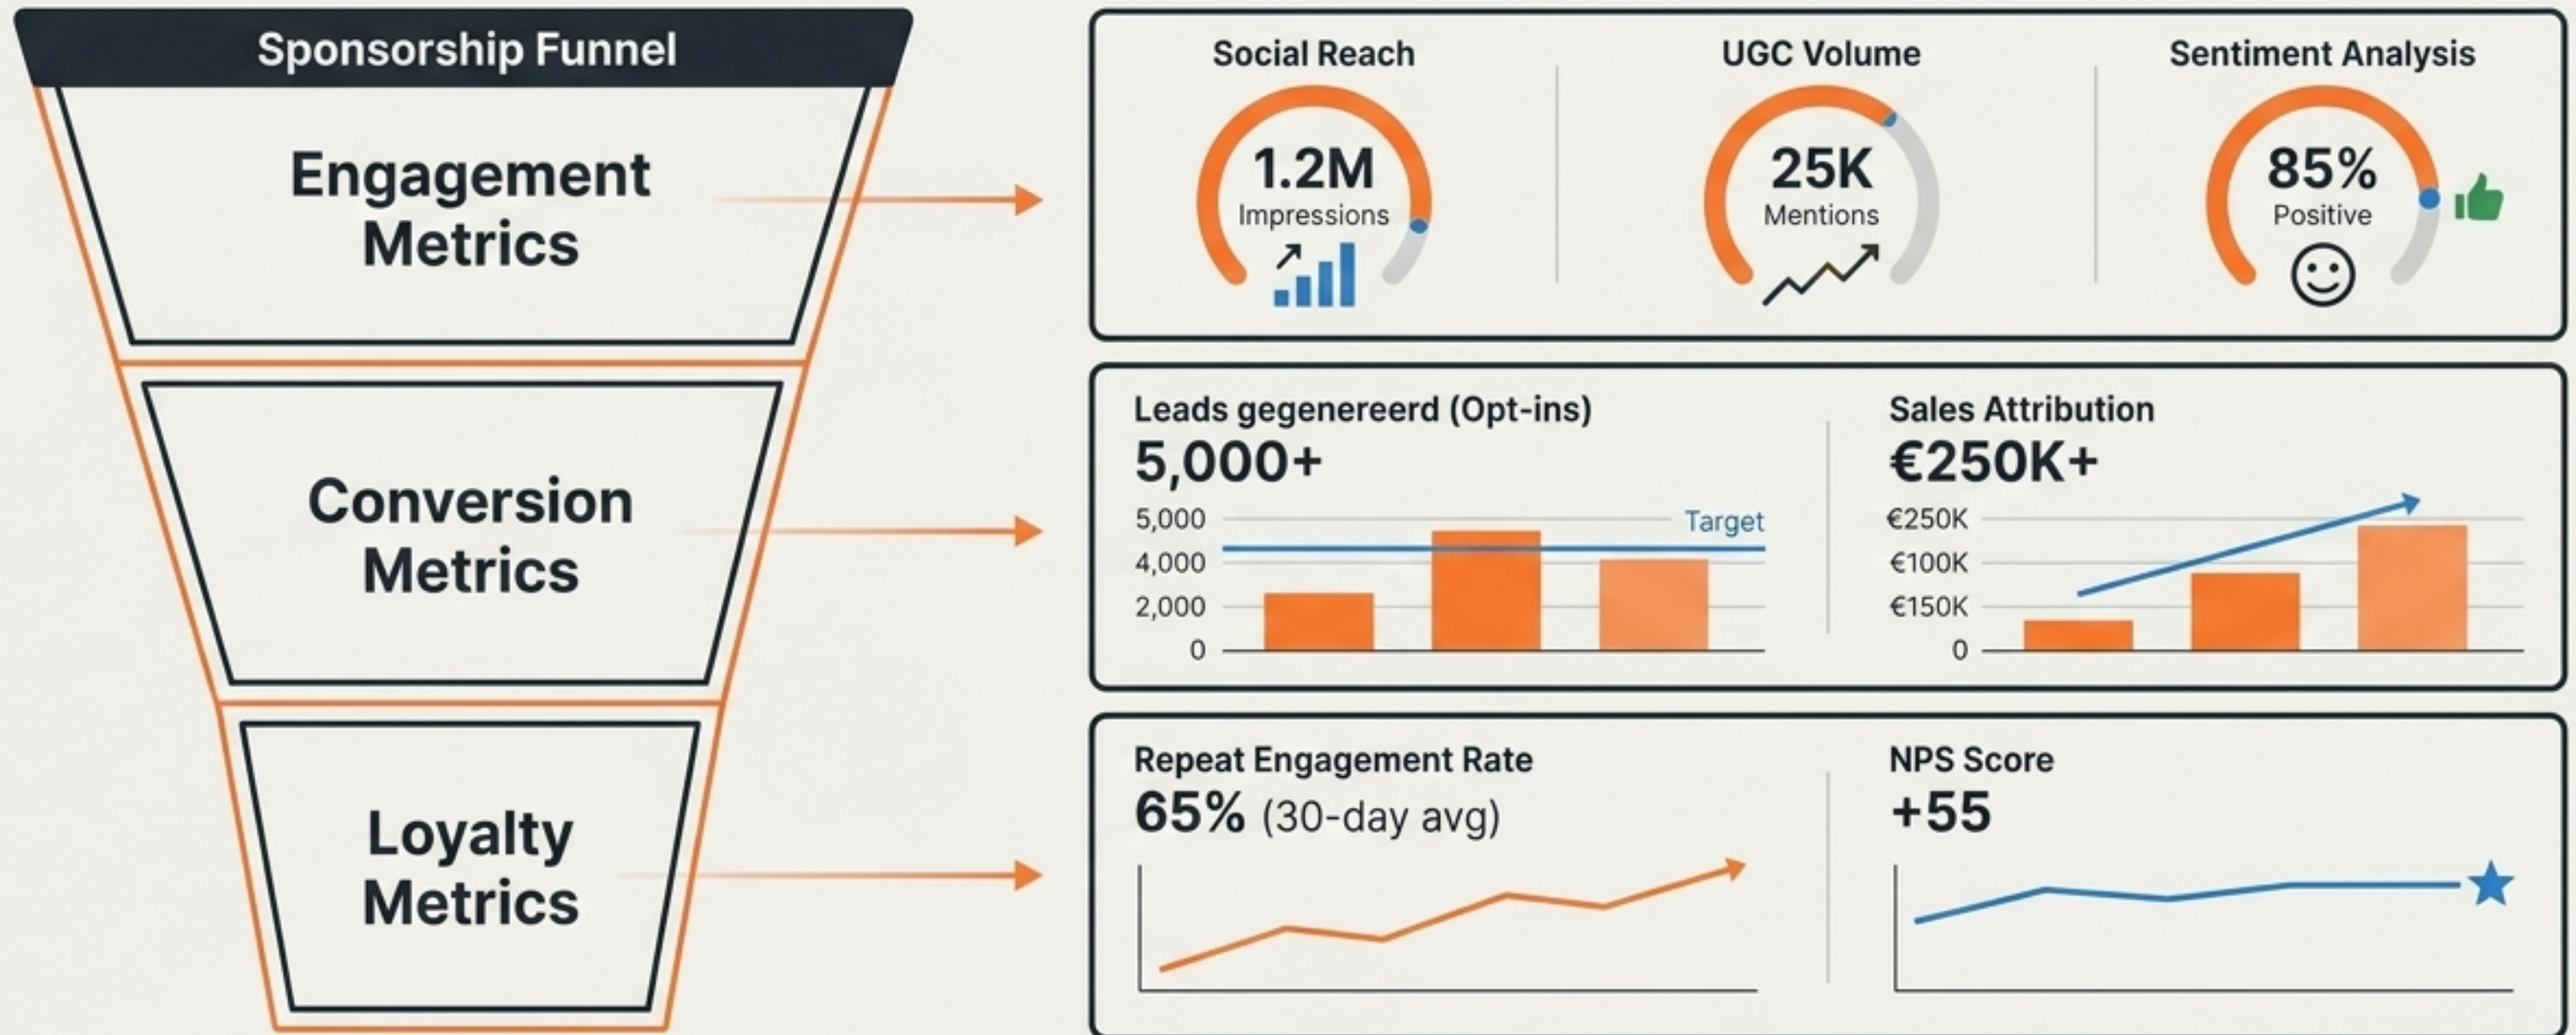 Sponsorship Funnel
Engagement
Metrics
Social Reach
1.2M
Impressions
UGC Volume
25K
Mentions
Sentiment Analysis
85%
Positive
Conversion
Metrics
Leads gegenereerd (Opt-ins)
5,000+
5,000
4,000
2,000
0
Target
Sales Attribution
€250K+
€250K
€100K
€150K
0
Loyalty
Metrics
Repeat Engagement Rate
65% (30-day avg)
NPS Score
+55